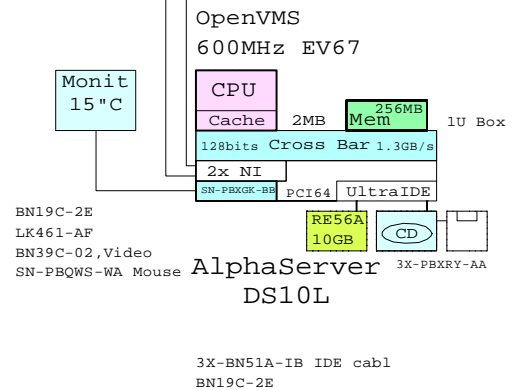 OpenVMS
600MHz EV67
Monit
15"C
CPU
Cache
2MB
256MB
Mem
1U Box
128bits Cross Bar 1.3GB/s
2x NI
SN-PBXGK-BB
PCI64
UltraIDE
BN19C-2E
LK461-AF
BN39C-02,Video
SN-PBQWS-WA Mouse
RE56A
10GB
CD
3X-PBXRY-AA
AlphaServer
DS10L
3X-BN51A-IB IDE cabl
BN19C-2E